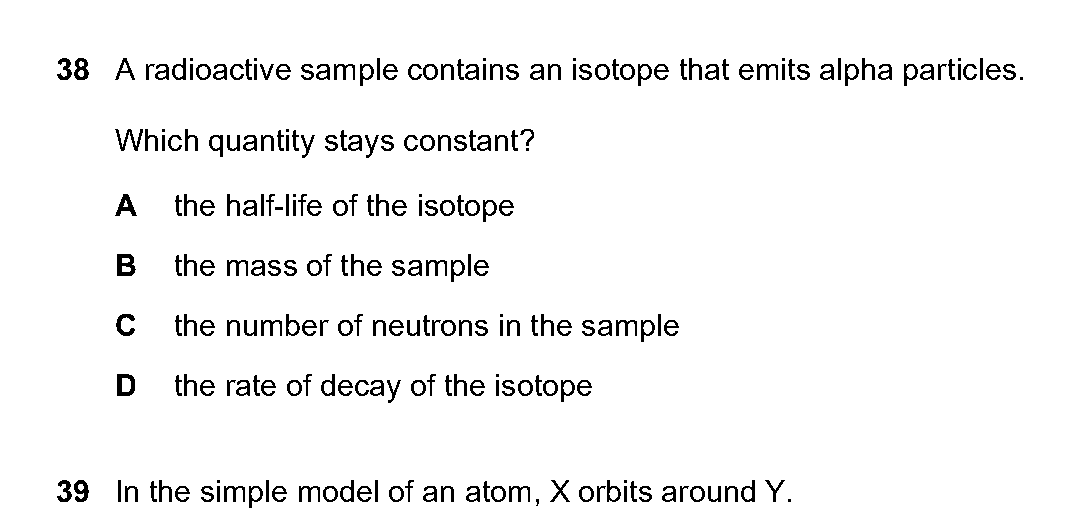 38 A radioactive sample contains an isotope that emits alpha particles.
Which quantity stays constant?
A the half-life of the isotope
B the mass of the sample
C the number of neutrons in the sample
D the rate of decay of the isotope
39 In the simple model of an atom, X orbits around Y.